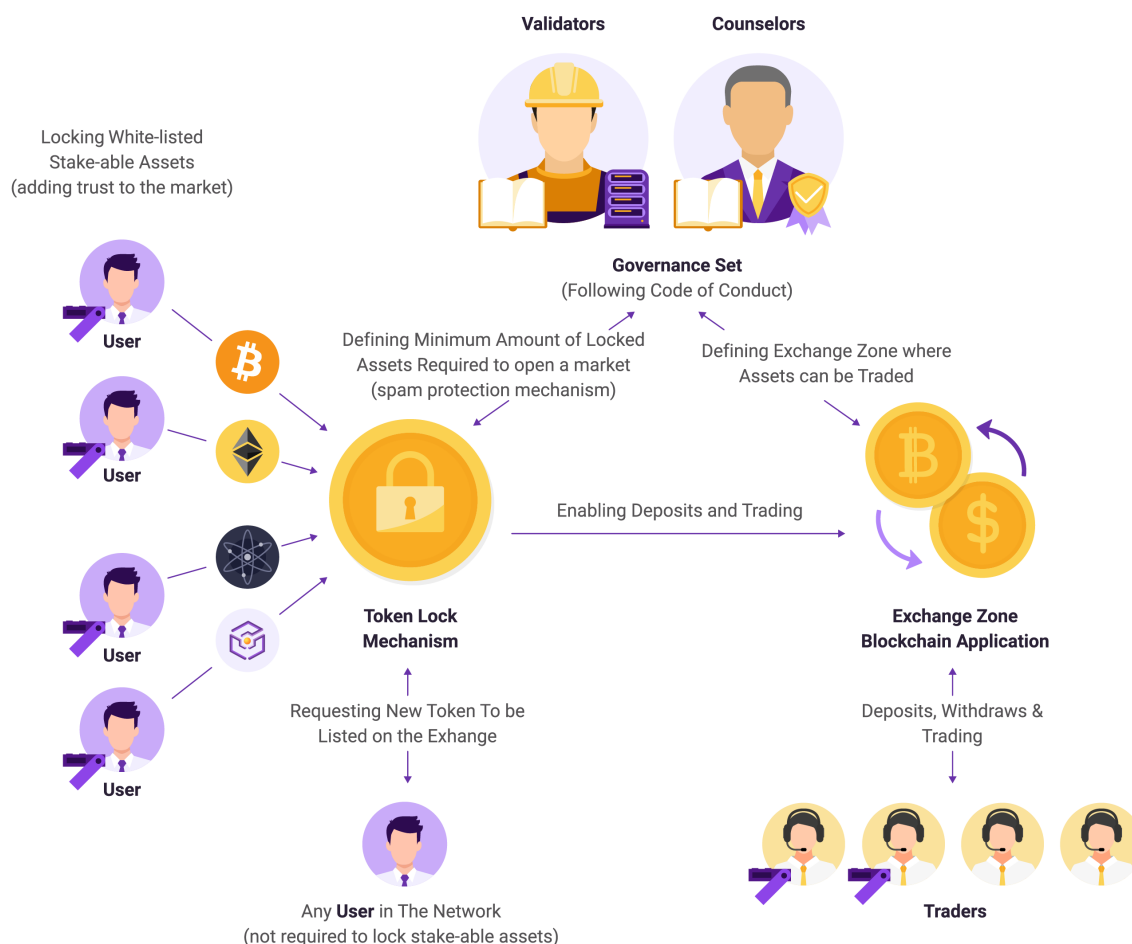 Validators
Counselors
Locking White-listed
Stake-able Assets
(adding trust to the market)
Governance Set
(Following Code of Conduct)
User
Defining Minimum Amount of Locked
Assets Required to open a market
(spam protection mechanism)
Defining Exchange Zone where
Assets can be Traded
User
Enabling Deposits and Trading
Token Lock
Mechanism
Exchange Zone
Blockchain Application
User
Requesting New Token To be
Listed on the Exhange
Deposits, Withdraws &
Trading
User
Any User in The Network
(not required to lock stake-able assets)
Traders